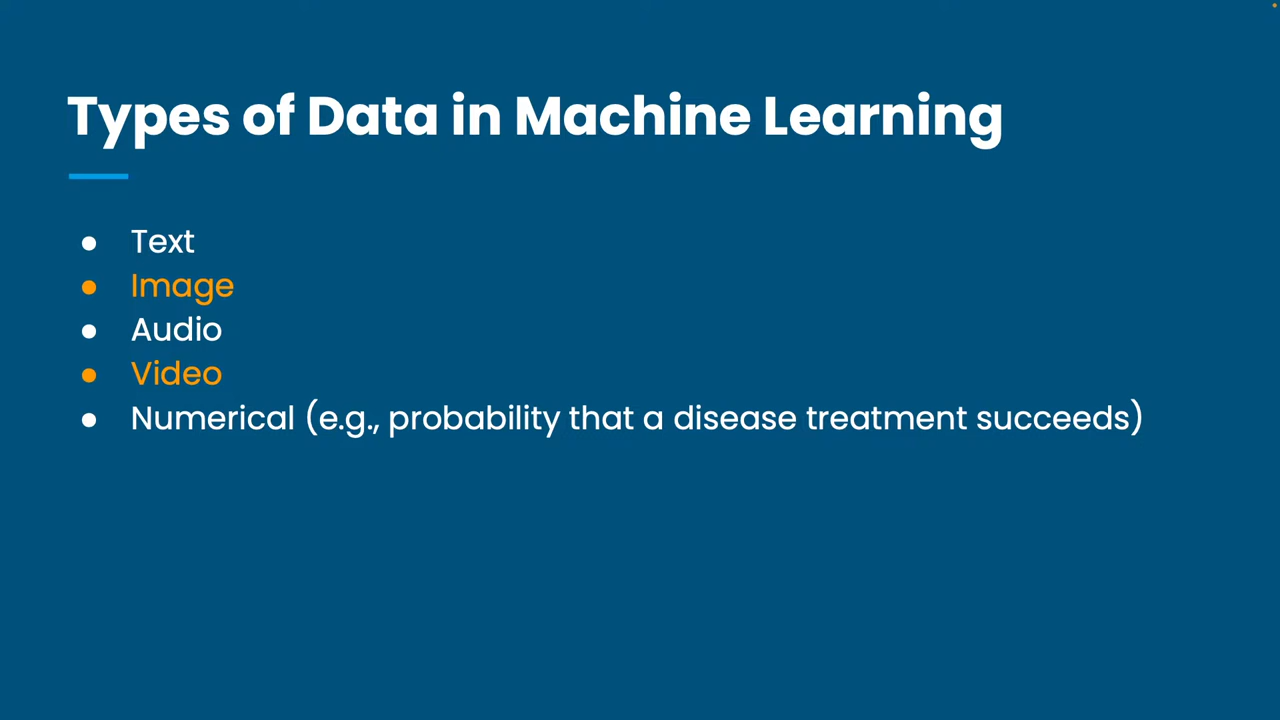 Types of Data in Machine Learning
● Text
● Image
● Audio
● Video
● Numerical (e.g., probability that a disease treatment succeeds)